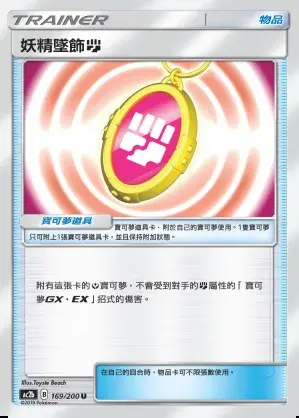 TRAINER 物品
妖精墜飾
寶可夢道具
寶可夢道具卡,附於自己的寶可夢使用。1隻寶可夢
只可附上1張寶可夢道具卡,並且保持附加狀態。
附有這張卡的寶可夢,不會受到對手的屬性的「寶可
夢GX・EX」招式的傷害。
在自己的回合時,物品卡可不限張數使用。
Illus.Toyste Beach
AC2b B 169/200 U
©2019 Pokémon